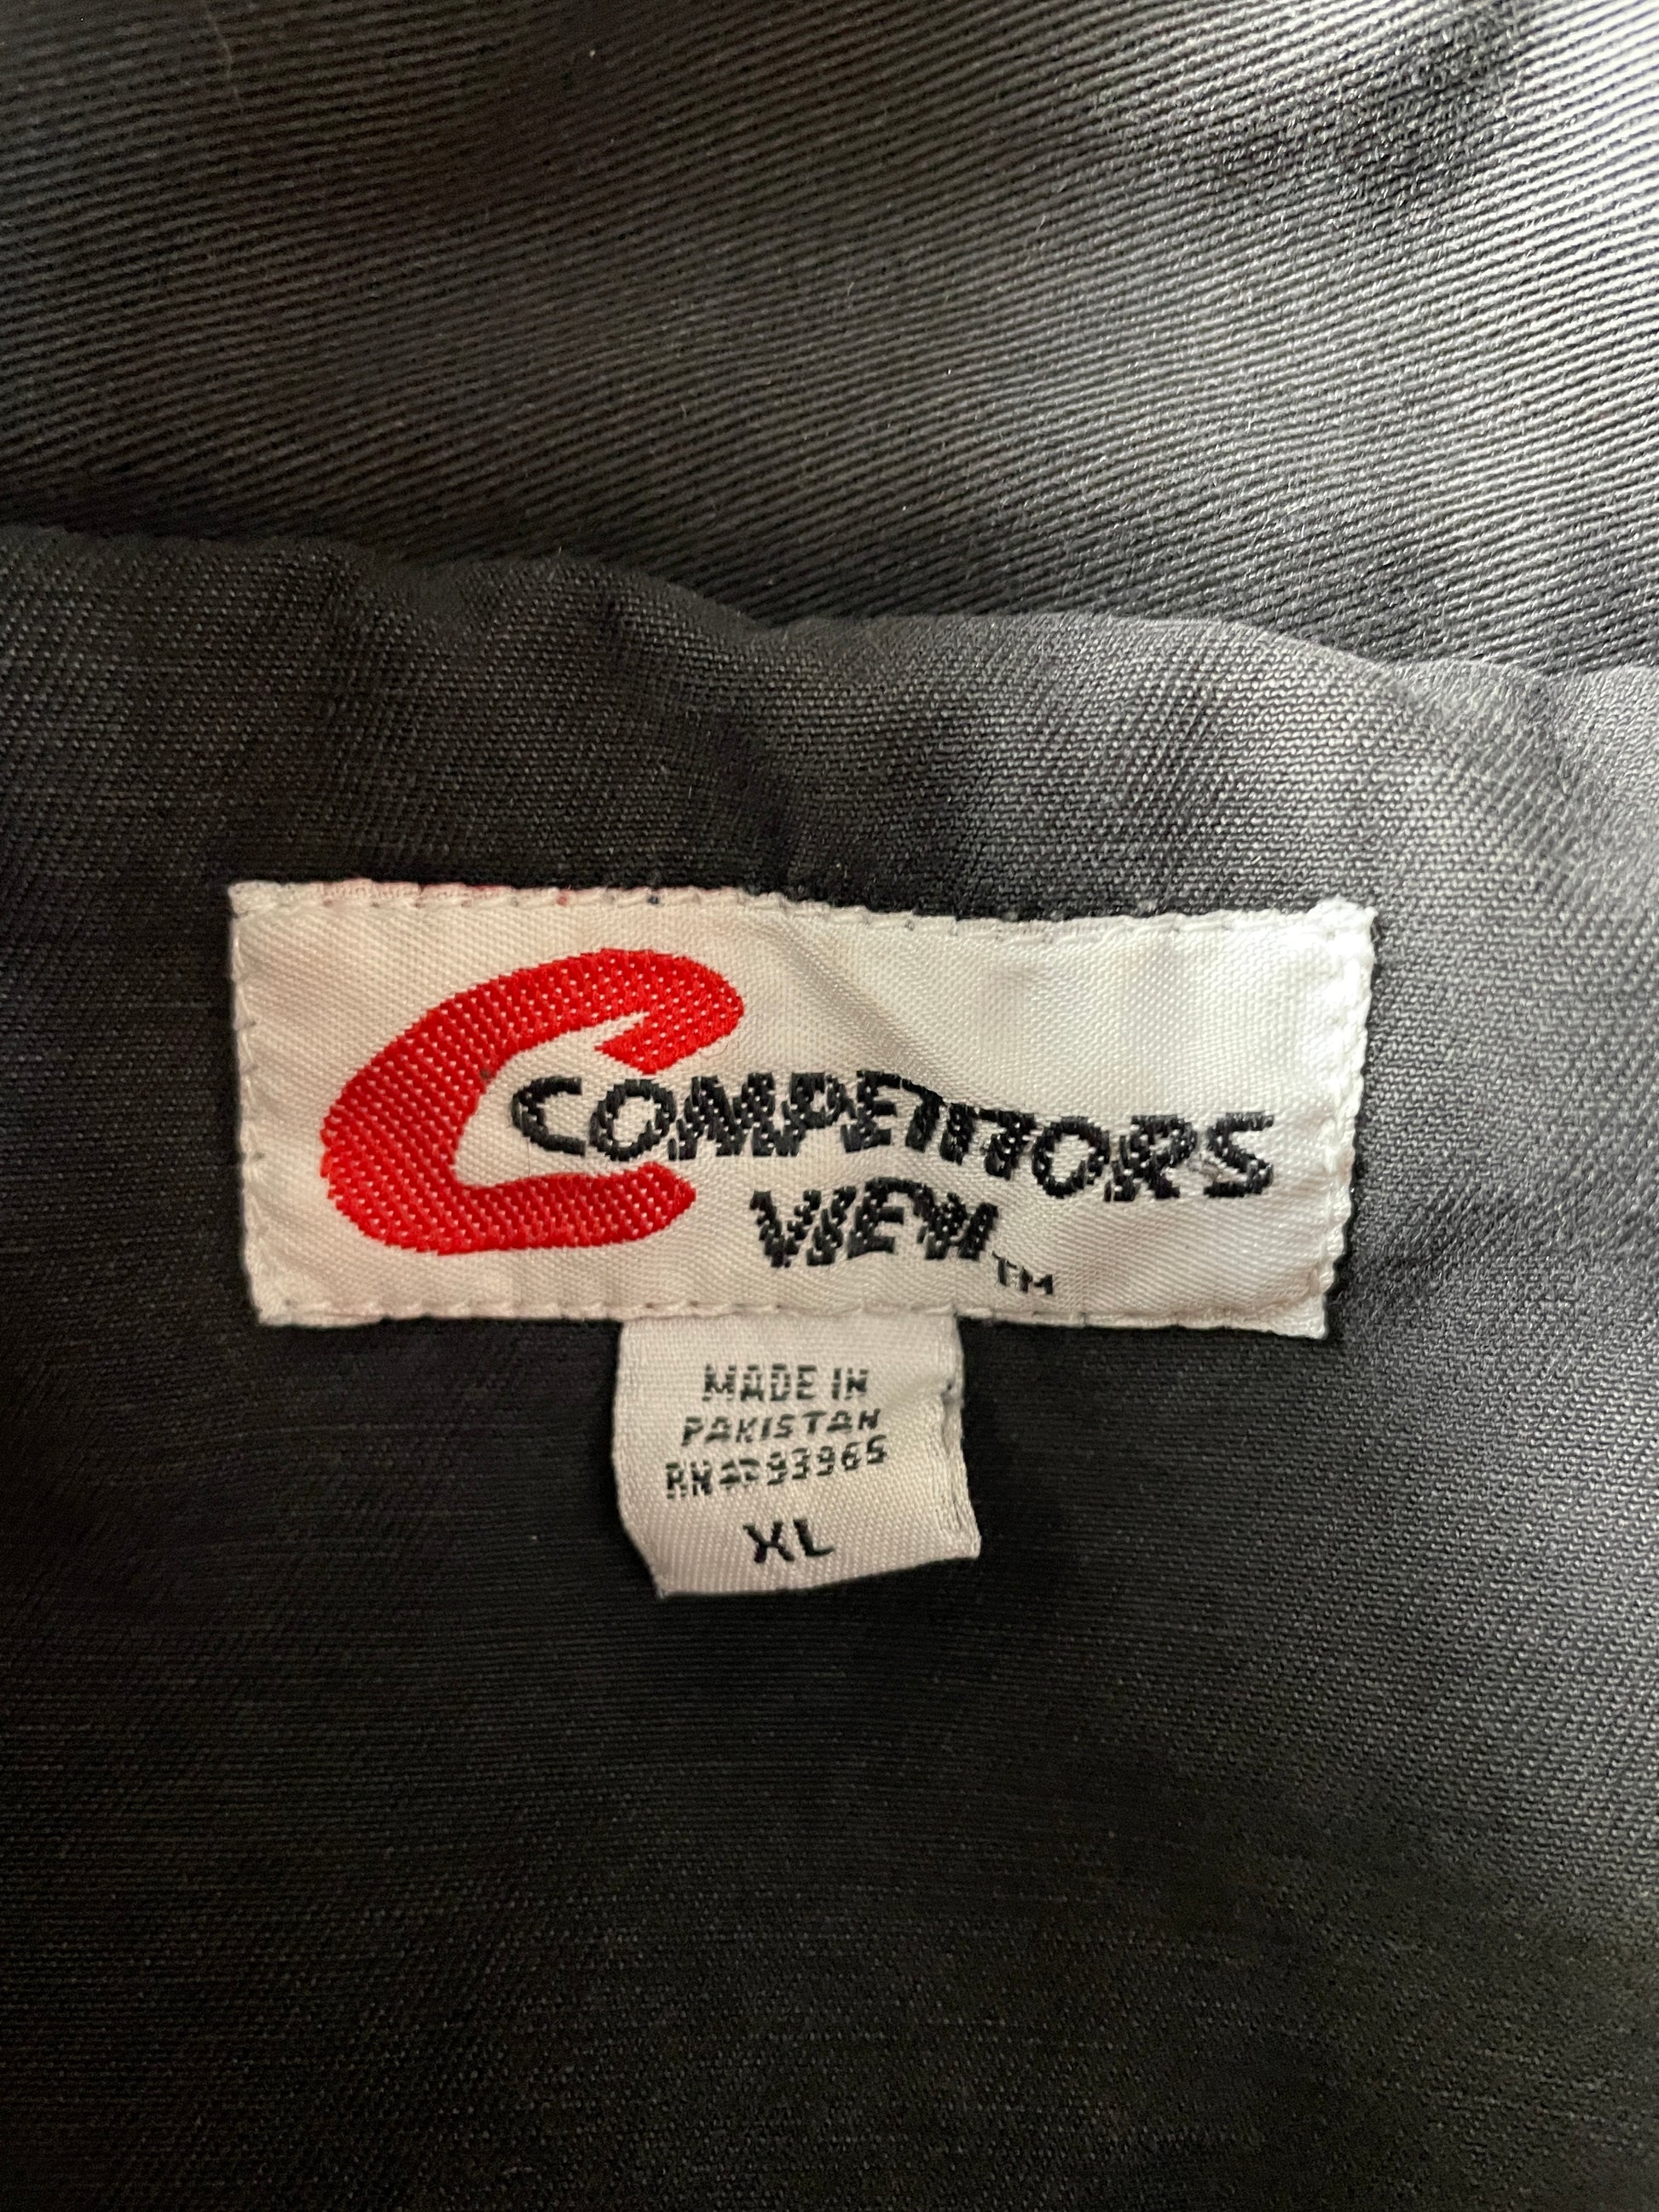 COMPETITORS
VIEW™
MADE IN
PAKISTAN
RN# 93965
XL